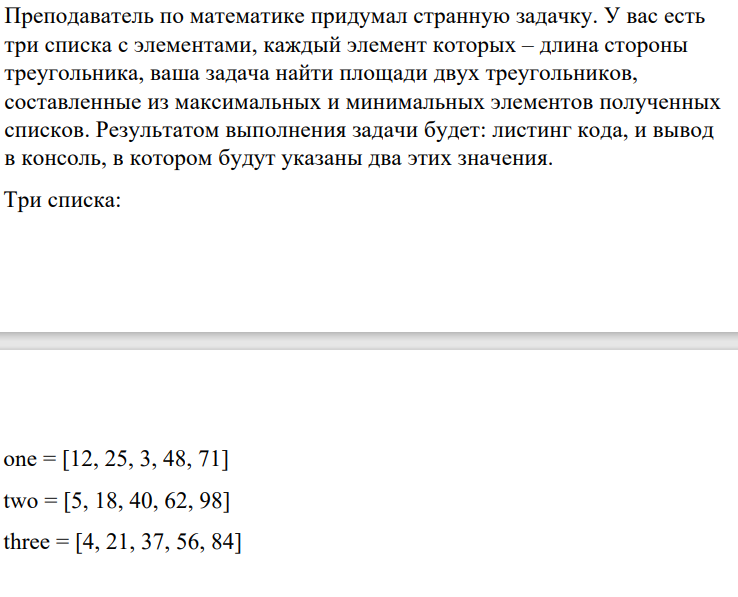 Преподаватель по математике придумал странную задачку. У вас есть
три списка с элементами, каждый элемент которых – длина стороны
треугольника, ваша задача найти площади двух треугольников,
составленные из максимальных и минимальных элементов полученных
списков. Результатом выполнения задачи будет: листинг кода, и вывод
в консоль, в котором будут указаны два этих значения.
Три списка:
one = [12, 25, 3, 48, 71]
two = [5, 18, 40, 62, 98]
three = [4, 21, 37, 56, 84]